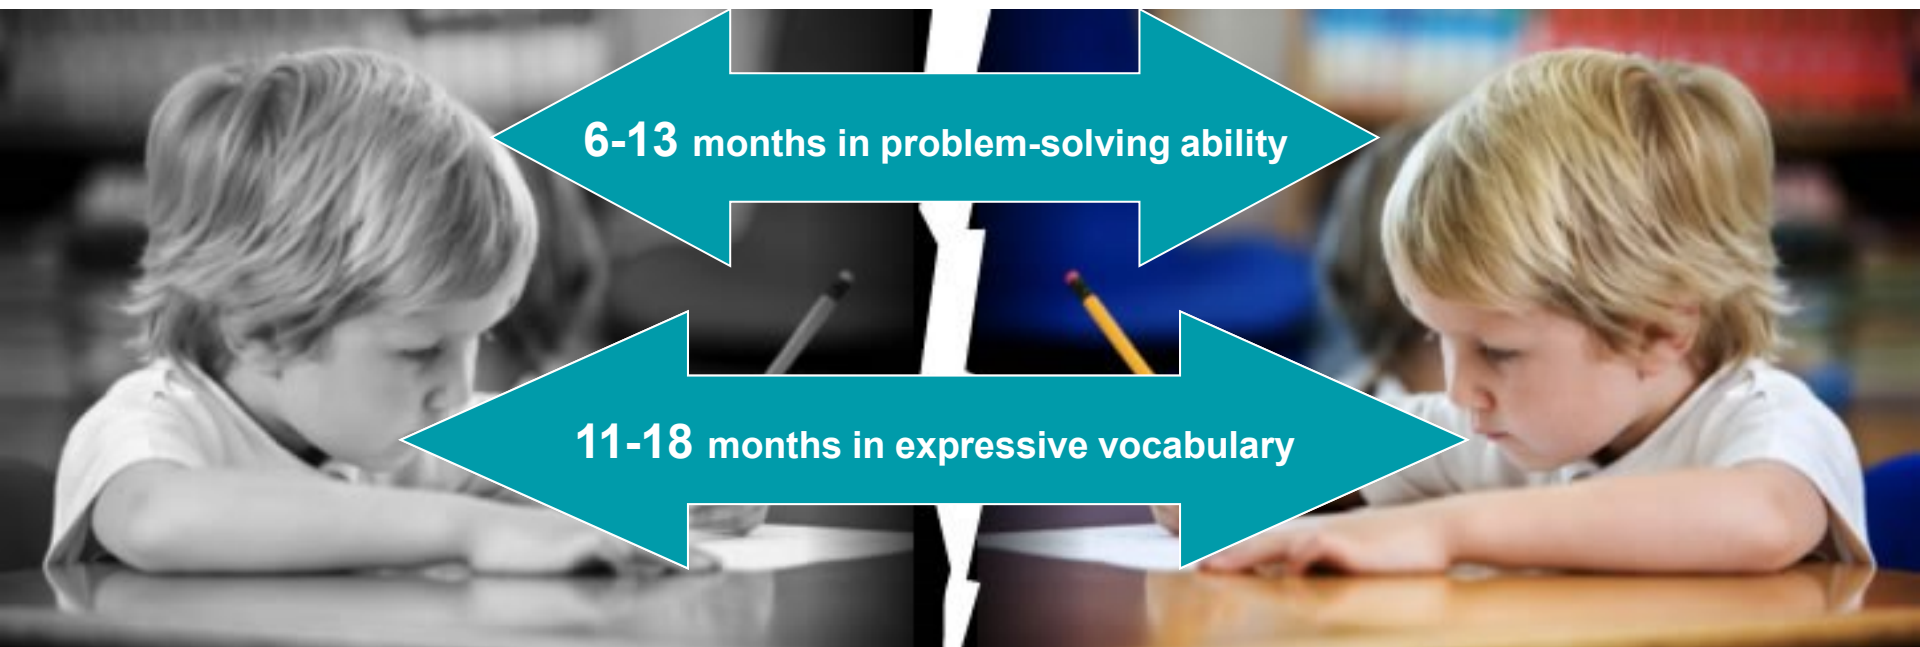 6-13 months in problem-solving ability
11-18 months in expressive vocabulary